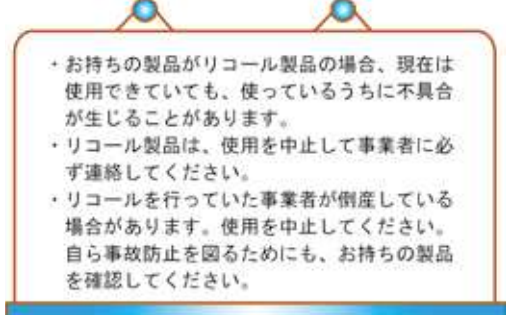 ・お持ちの製品がリコール製品の場合、現在は
使用できていても、使っているうちに不具合
が生じることがあります。
・リコール製品は、使用を中止して事業者に必
ず連絡してください。
・リコールを行っていた事業者が倒産している
場合があります。使用を中止してください。
自ら事故防止を図るためにも、お持ちの製品
を確認してください。